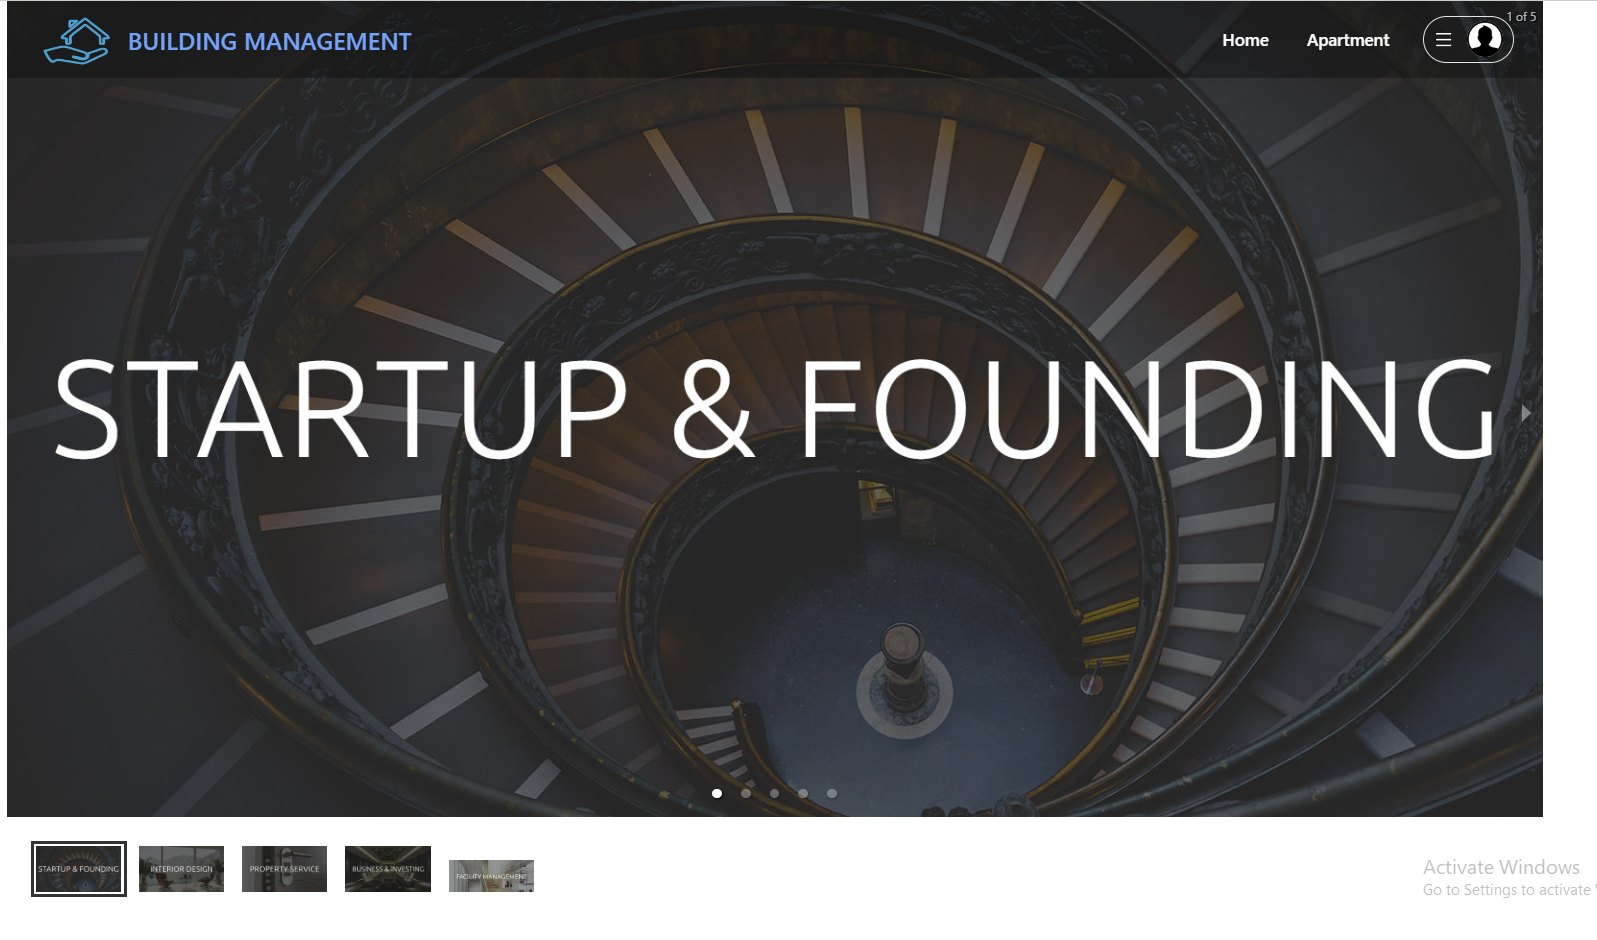 BUILDING MANAGEMENT
Home
Apartment
1 of 5
STARTUP & FOUNDING
STARTUP & FOUNDING
INTERIOR DESIGN
PROPERTY SERVICE
BUSINESS & INVESTING
FACILITY MANAGEMENT
Activate Windows
Go to Settings to activate